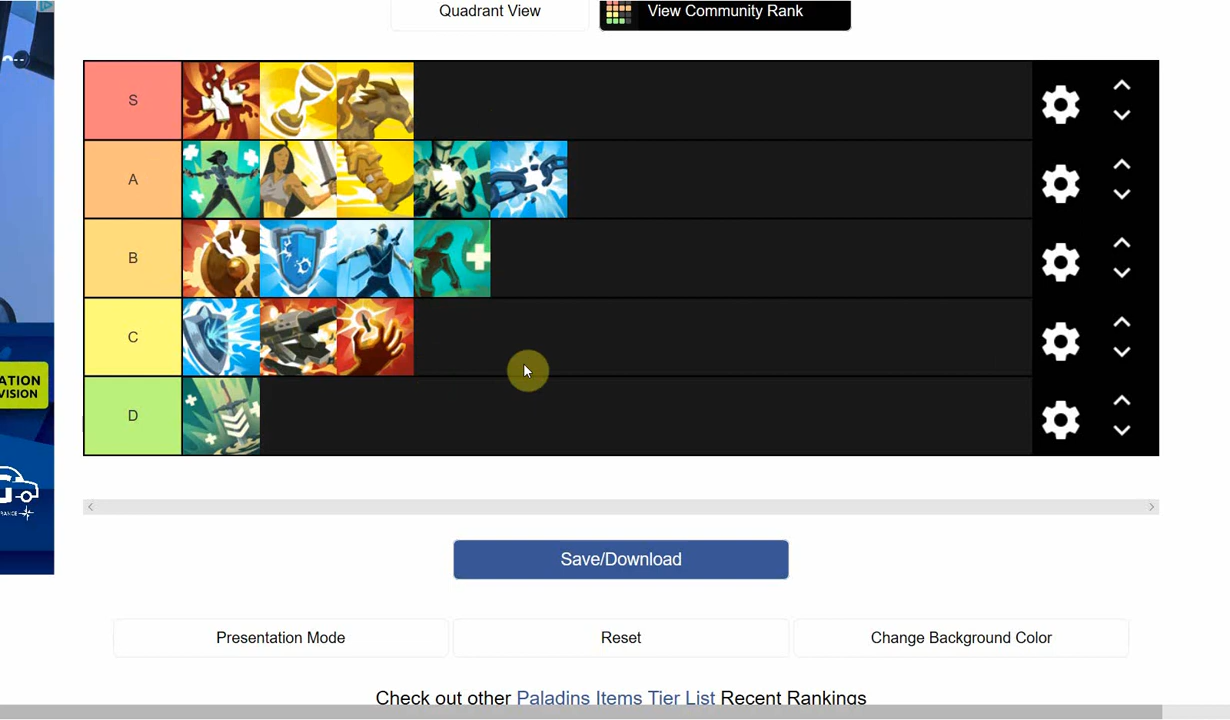 Quadrant View
View Community Rank
S
A
B
C
D
ATION
VISION
RANCE
Save/Download
Presentation Mode
Reset
Change Background Color
Check out other Paladins Items Tier List Recent Rankings